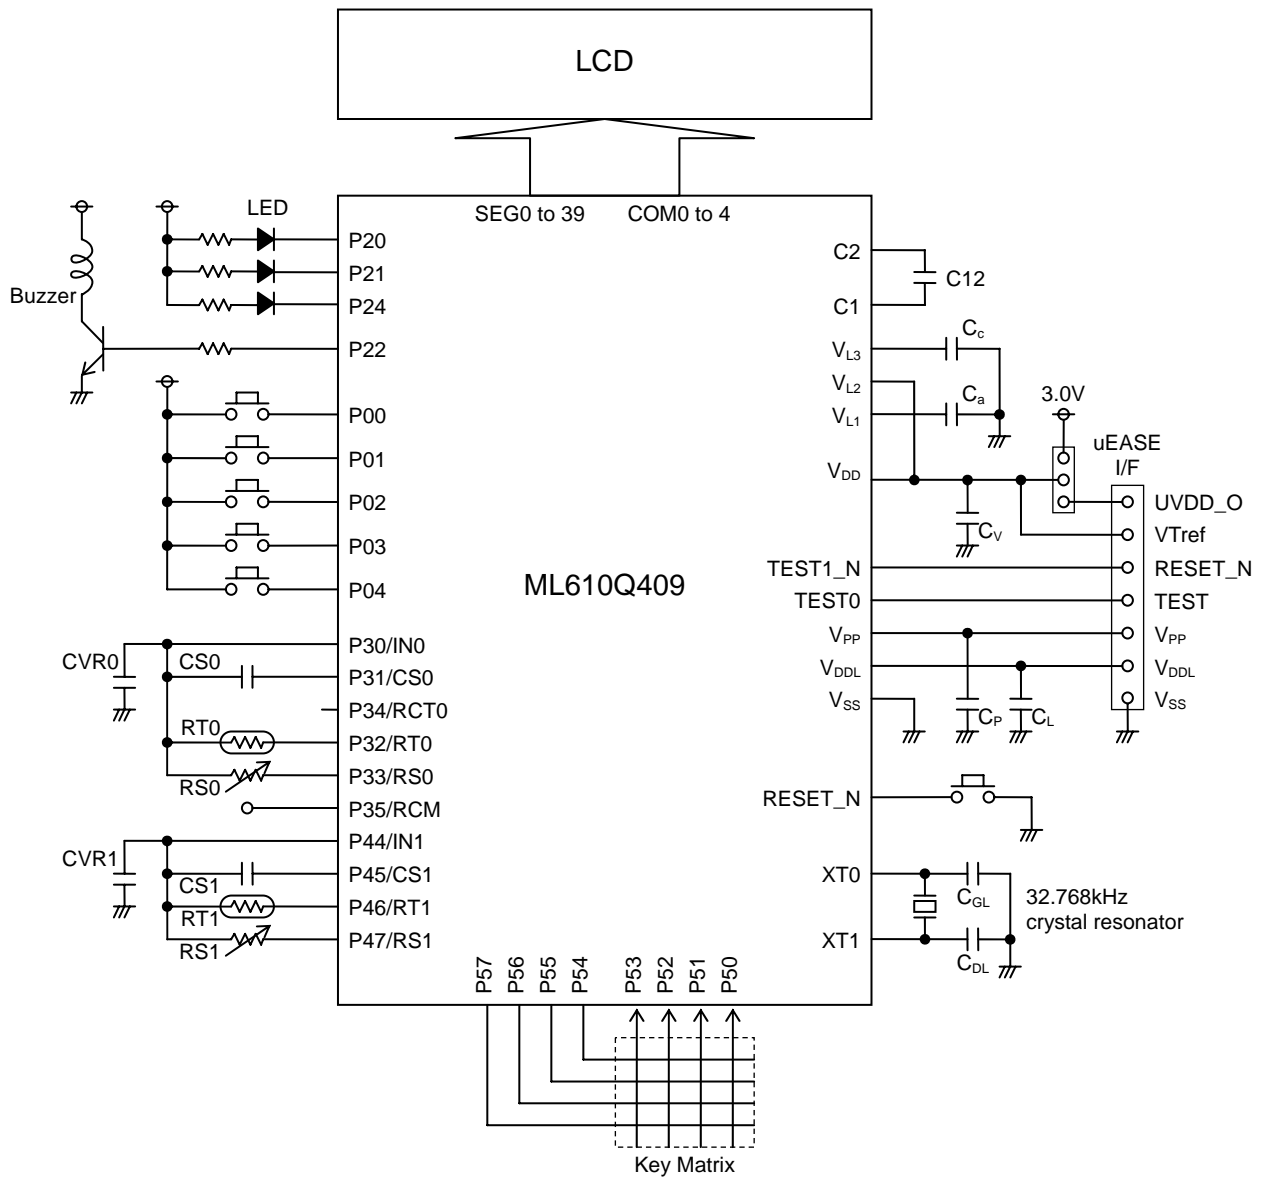 LCD
SEG0 to 39
COM0 to 4
LED
Buzzer
P20
P21
P24
P22
P00
P01
P02
P03
P04
CVR0
CS0
RT0
RS0
P30/IN0
P31/CS0
P34/RCT0
P32/RT0
P33/RS0
P35/RCM
CVR1
CS1
RT1
RS1
P44/IN1
P45/CS1
P46/RT1
P47/RS1
ML610Q409
C2
C12
C1
Cc
VL3
VL2
Ca
VL1
3.0V
uEASE
I/F
VDD
CV
UVDD_O
VTref
TEST1_N
RESET_N
TEST0
TEST
VPP
VPP
VDDL
VDDL
VSS
CP
CL
VSS
RESET_N
XT0
CGL
32.768kHz
crystal resonator
XT1
CDL
P57
P56
P55
P54
P53
P52
P51
P50
Key Matrix